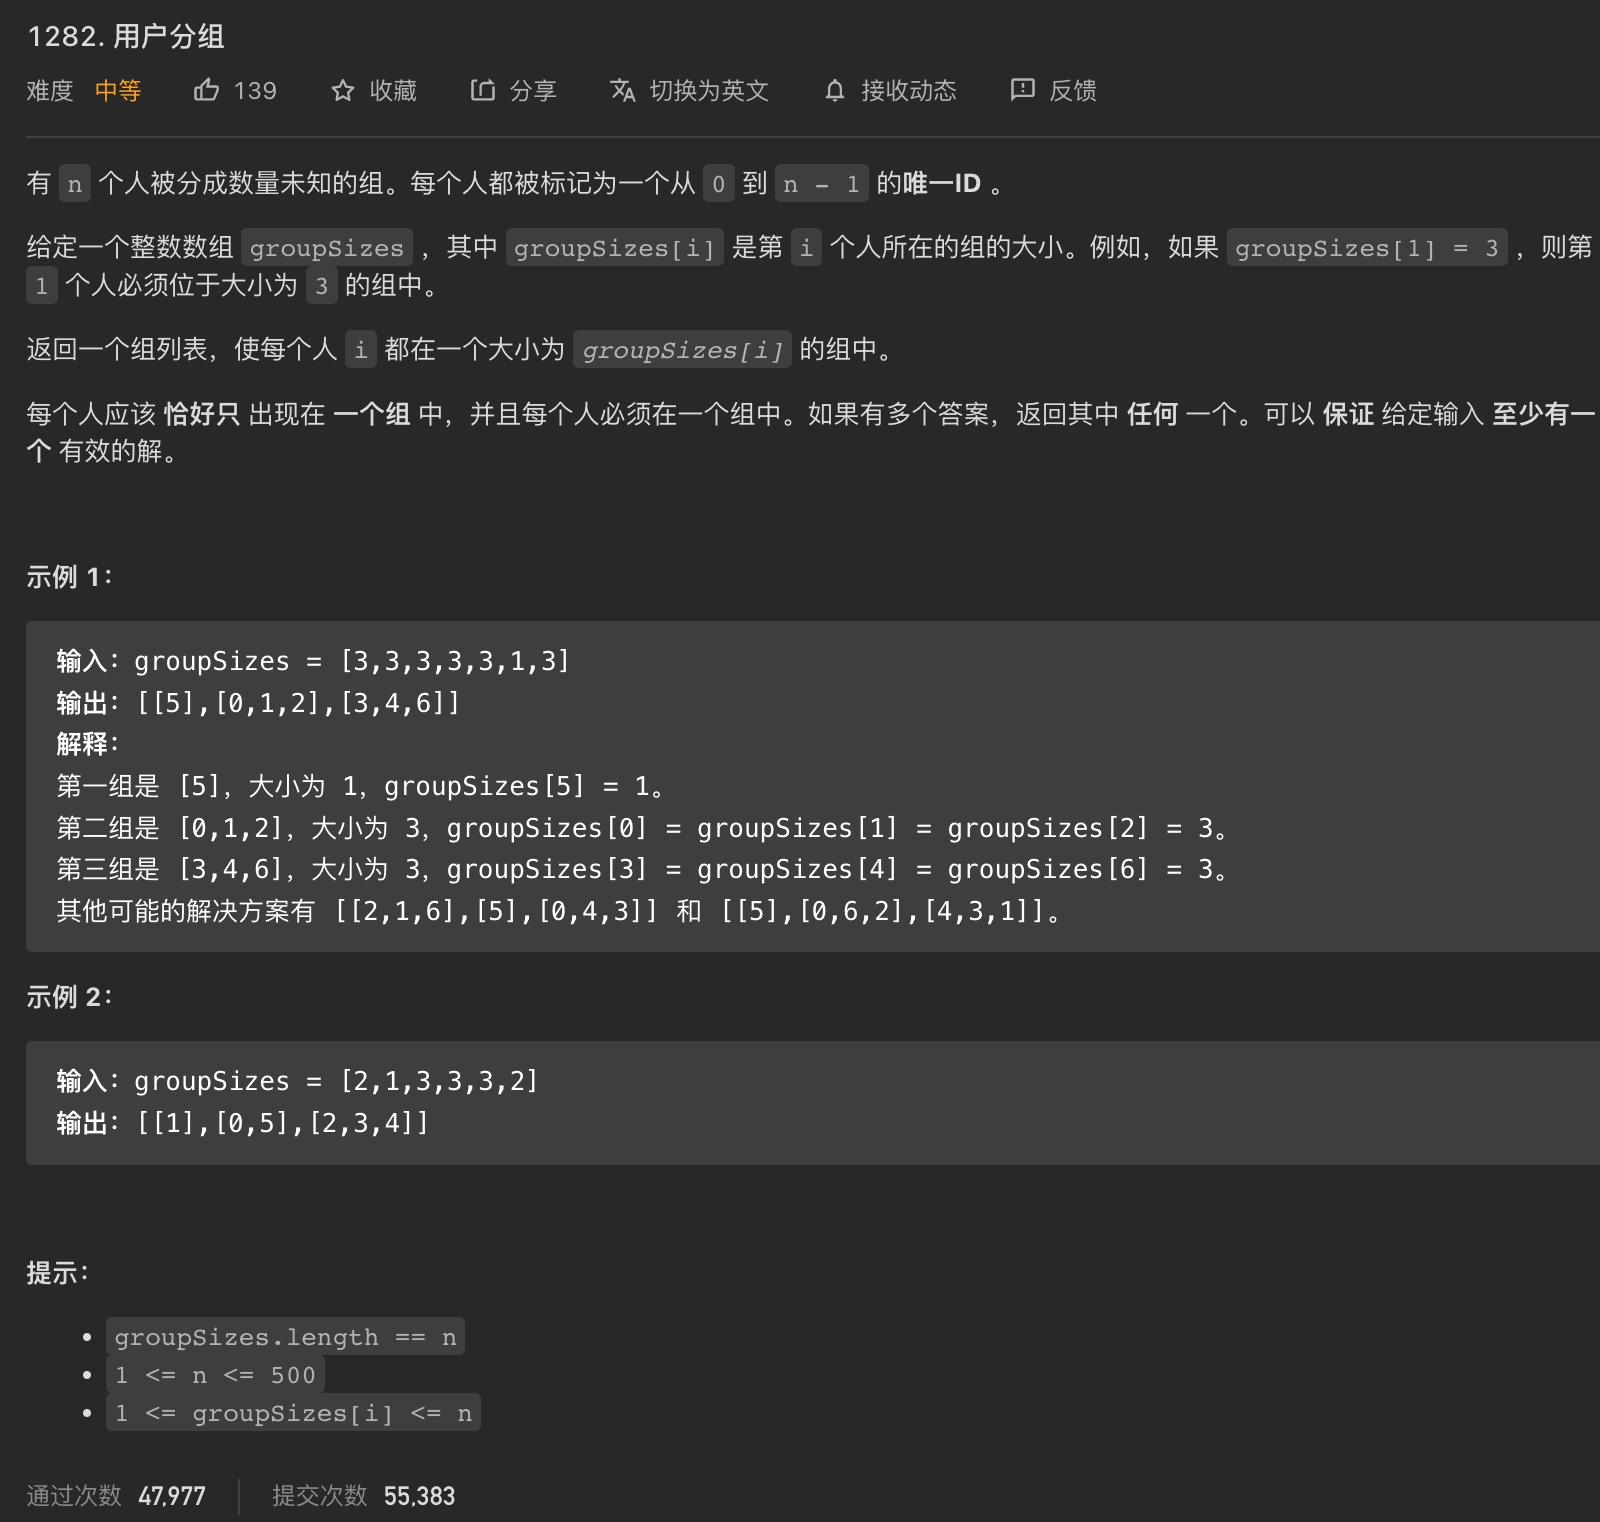 1282. 用户分组
难度 中等 139 收藏 分享 切换为英文 接收动态 反馈
有 n 个人被分成数量未知的组。每个人都被标记为一个从 0 到 n - 1 的唯一ID 。
给定一个整数数组 groupSizes ，其中 groupSizes[i] 是第 i 个人所在的组的大小。例如，如果 groupSizes[1] = 3 ，则第
1 个人必须位于大小为 3 的组中。
返回一个组列表，使每个人 i 都在一个大小为 groupSizes[i] 的组中。
每个人应该 恰好只 出现在 一个组 中，并且每个人必须在一个组中。如果有多个答案，返回其中 任何 一个。可以 保证 给定输入 至少有一
个 有效的解。
示例 1：
输入：groupSizes = [3,3,3,3,3,1,3]
输出：[[5],[0,1,2],[3,4,6]]
解释：
第一组是 [5]，大小为 1，groupSizes[5] = 1。
第二组是 [0,1,2]，大小为 3，groupSizes[0] = groupSizes[1] = groupSizes[2] = 3。
第三组是 [3,4,6]，大小为 3，groupSizes[3] = groupSizes[4] = groupSizes[6] = 3。
其他可能的解决方案有 [[2,1,6],[5],[0,4,3]] 和 [[5],[0,6,2],[4,3,1]]。
示例 2：
输入：groupSizes = [2,1,3,3,3,2]
输出：[[1],[0,5],[2,3,4]]
提示：
• groupSizes.length == n
• 1 <= n <= 500
• 1 <= groupSizes[i] <= n
通过次数 47,977 提交次数 55,383